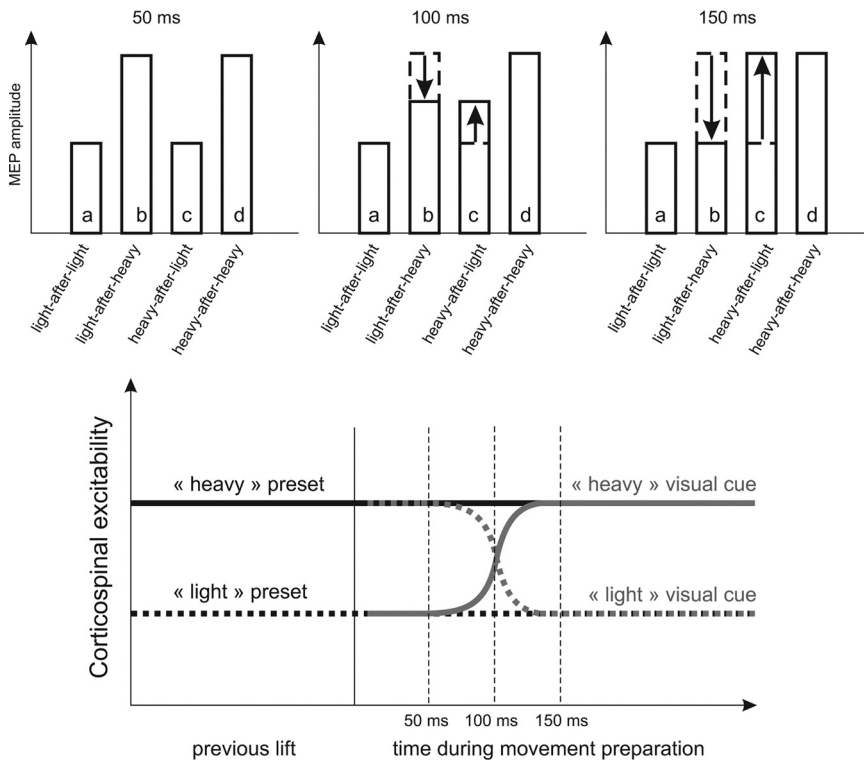 50 ms
100 ms
150 ms
MEP amplitude
a
b
c
d
a
b
c
d
a
b
c
d
light-after-light
light-after-heavy
heavy-after-light
heavy-after-heavy
light-after-light
light-after-heavy
heavy-after-light
heavy-after-heavy
light-after-light
light-after-heavy
heavy-after-light
heavy-after-heavy
Corticospinal excitability
« heavy » preset
« heavy » visual cue
« light » preset
« light » visual cue
50 ms
100 ms
150 ms
previous lift
time during movement preparation